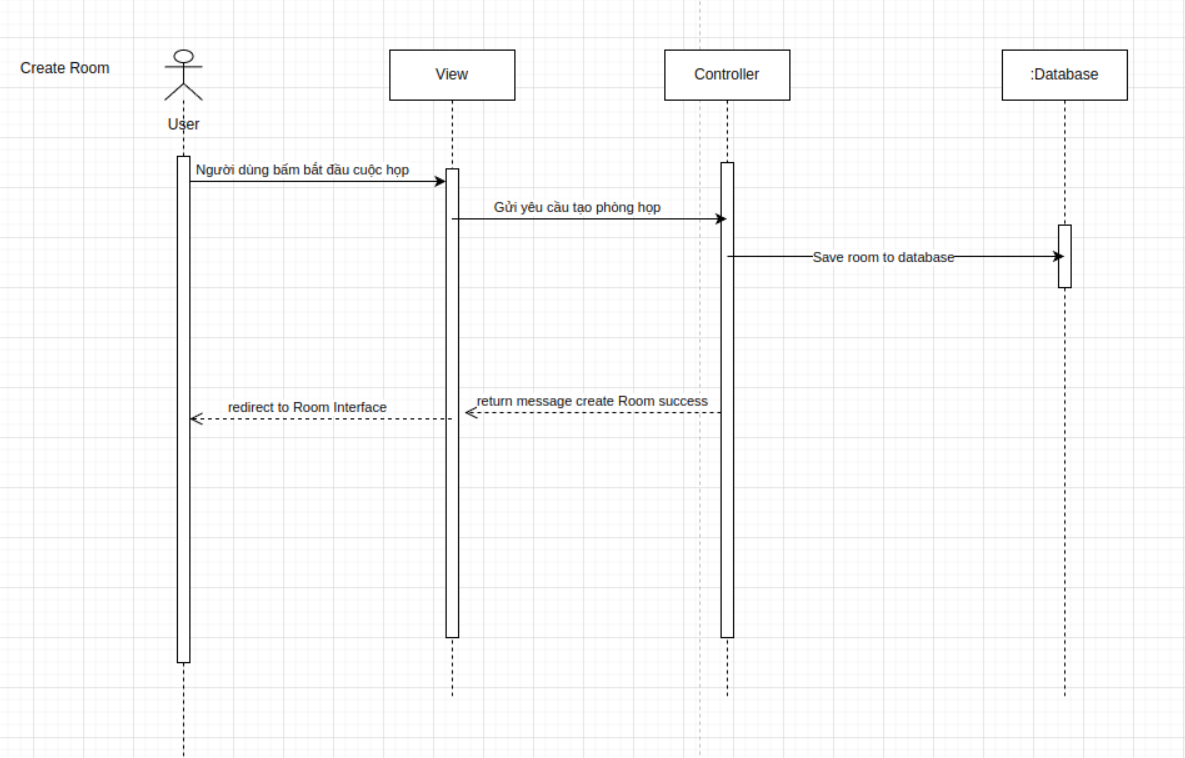 Create Room
User
View
Controller
:Database
Người dùng bấm bắt đầu cuộc họp
Gửi yêu cầu tạo phòng họp
Save room to database
return message create Room success
redirect to Room Interface